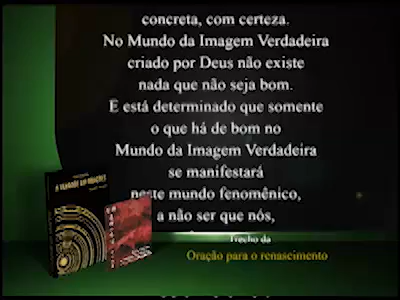 concreta, com certeza.
No Mundo da Imagem Verdadeira
criado por Deus não existe
nada que não seja bom.
E está determinado que somente
o que há de bom no
Mundo da Imagem Verdadeira
se manifestará
neste mundo fenomênico,
a não ser que nós,
Trecho da
Oração para o renascimento